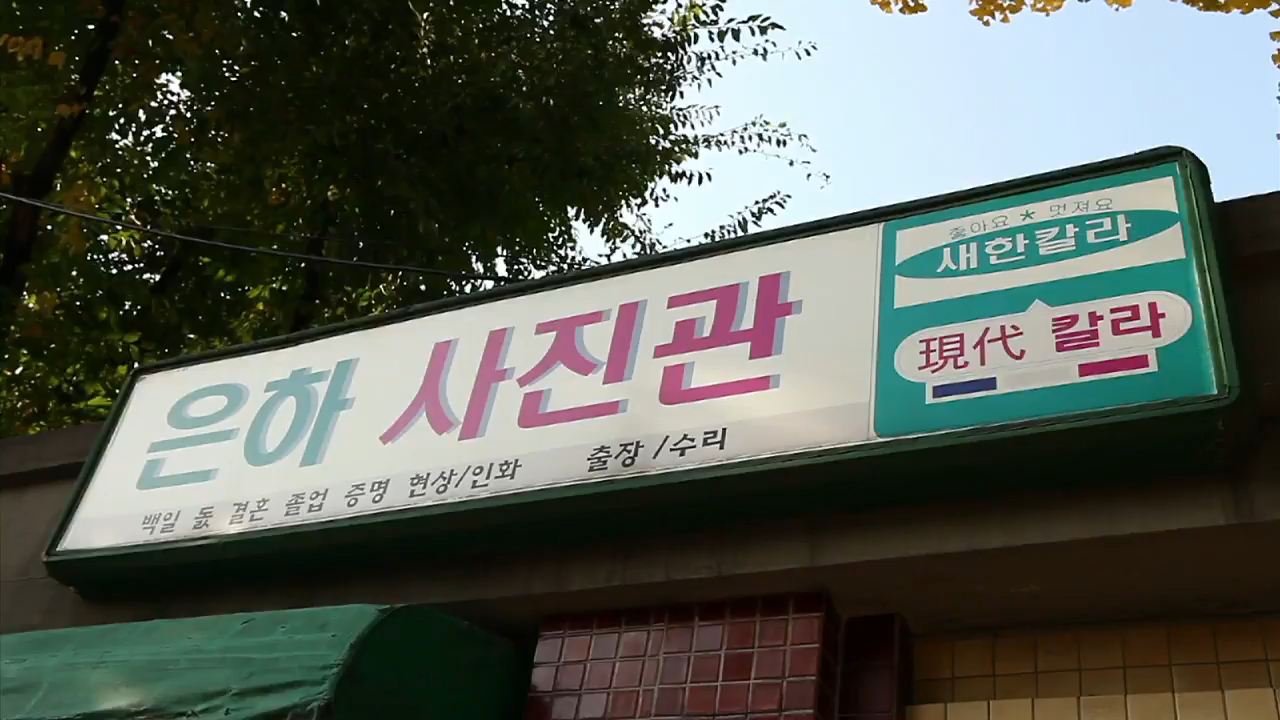 은하 사진관
백일 돐 결혼 졸업 증명 현상/인화 출장 /수리
좋아요 * 멋져요
새한칼라
現代 칼라